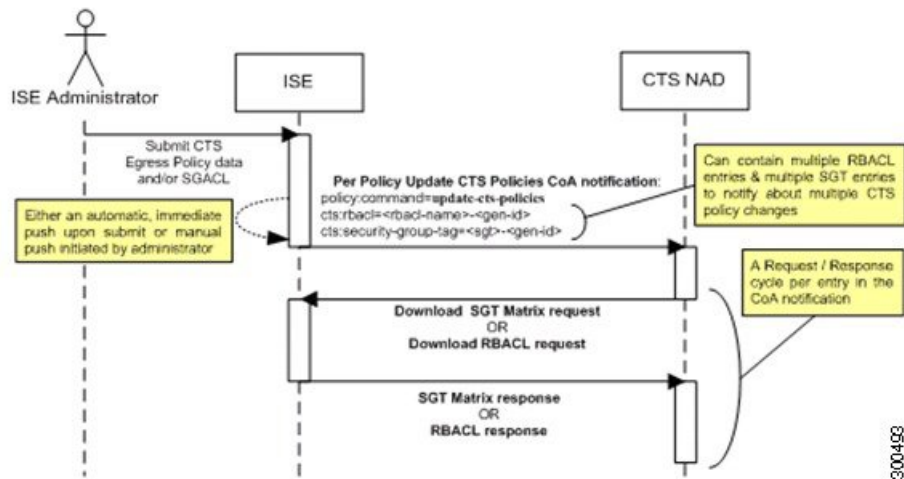 ISE Administrator
ISE
CTS NAD
Submit CTS
Egress Policy data
and/or SGACL
Either an automatic, immediate
push upon submit or manual
push initiated by administrator
Per Policy Update CTS Policies CoA notification:
policy:command=update-cts-policies
cts:rbacl=<rbacl-name>-<gen-id>
cts:security-group-tag=<sgt>-<gen-id>
Can contain multiple RBACL
entries & multiple SGT entries
to notify about multiple CTS
policy changes
A Request / Response
cycle per entry in the
CoA notification
Download SGT Matrix request
OR
Download RBACL request
SGT Matrix response
OR
RBACL response
300493